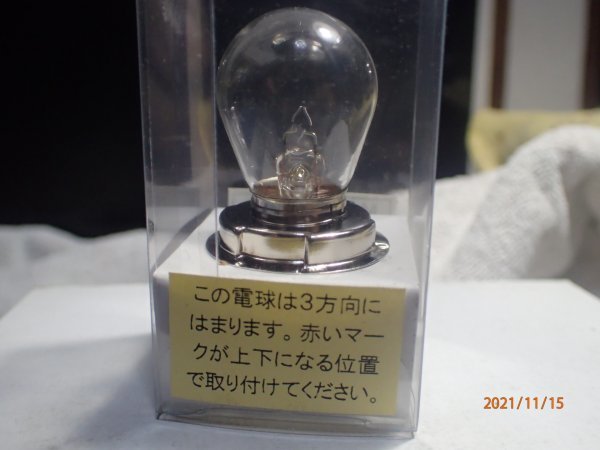 この電球は３方向に
はまります。赤いマー
クが上下になる位置
で取り付けてください。
2021/11/15